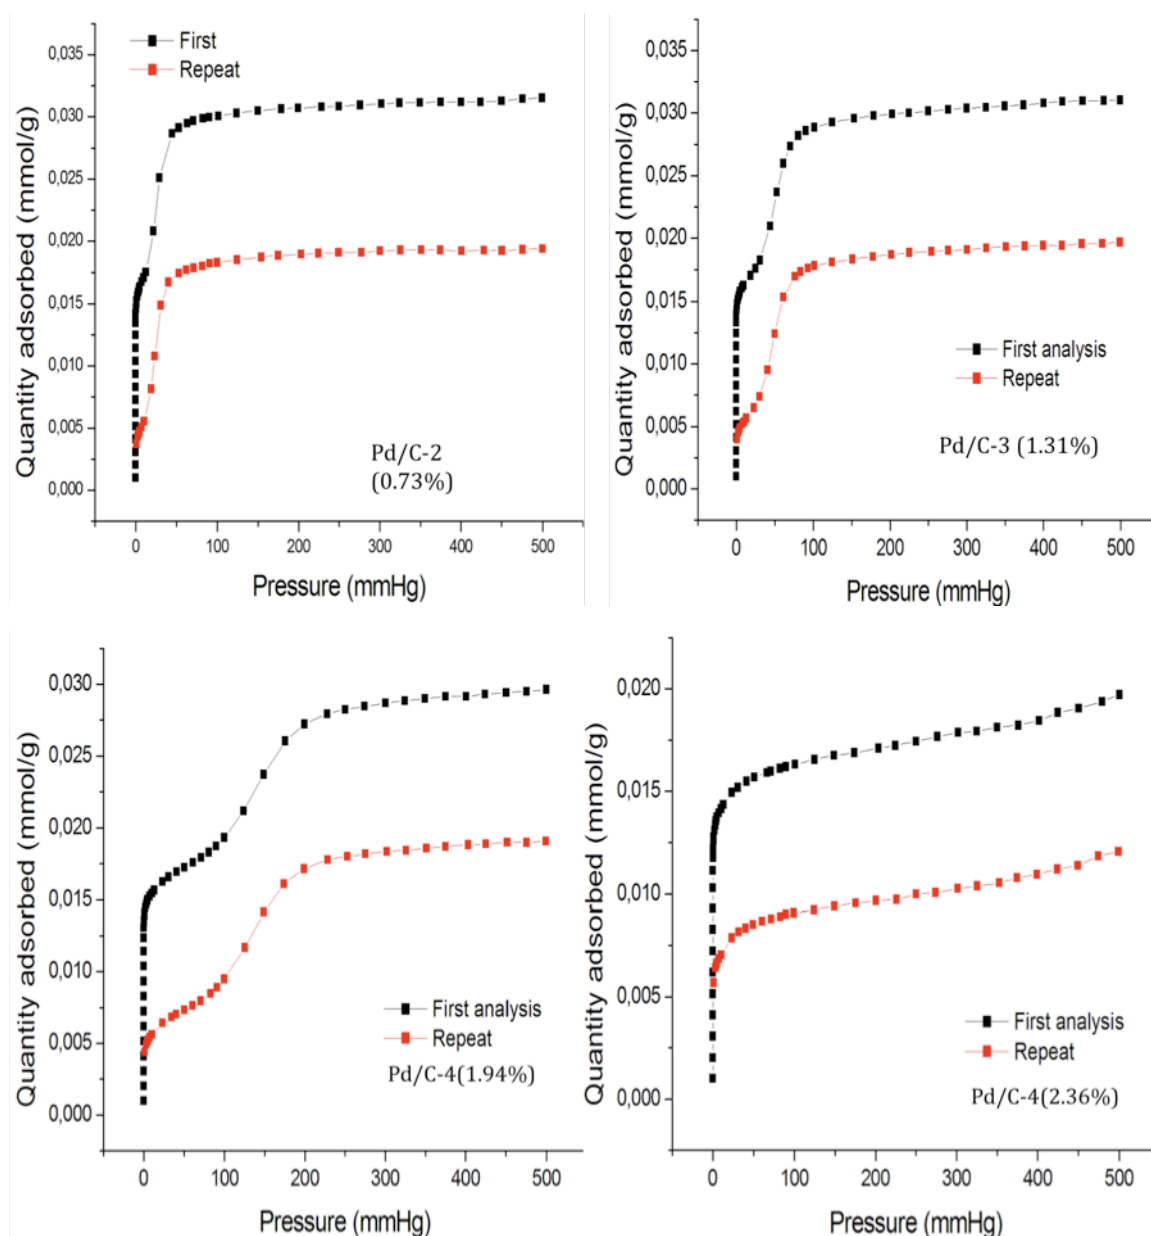 First
Repeat
0,035
0,030
0,025
0,020
0,015
0,010
0,005
0,000
Quantity adsorbed (mmol/g)
Pd/C-2
(0.73%)
0 100 200 300 400 500
Pressure (mmHg)
0,035
0,030
0,025
0,020
0,015
0,010
0,005
0,000
Quantity adsorbed (mmol/g)
First analysis
Repeat
Pd/C-3 (1.31%)
0 100 200 300 400 500
Pressure (mmHg)
0,030
0,025
0,020
0,015
0,010
0,005
0,000
Quantity adsorbed (mmol/g)
First analysis
Repeat
Pd/C-4(1.94%)
0 100 200 300 400 500
Pressure (mmHg)
0,020
0,015
0,010
0,005
0,000
Quantity adsorbed (mmol/g)
First analysis
Repeat
Pd/C-4(2.36%)
0 100 200 300 400 500
Pressure (mmHg)